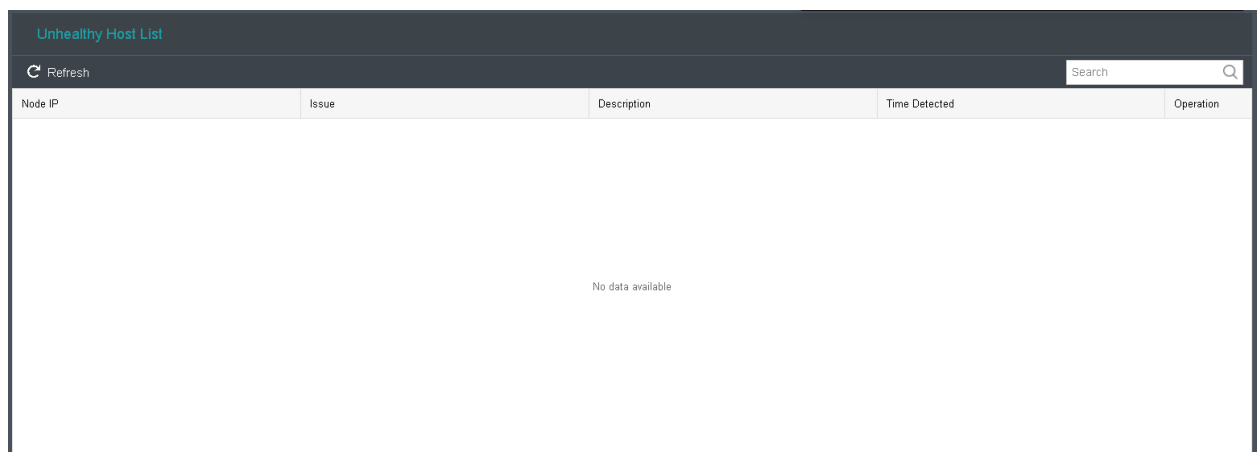 Unhealthy Host List
Refresh
Search
Node IP Issue Description Time Detected Operation
No data available